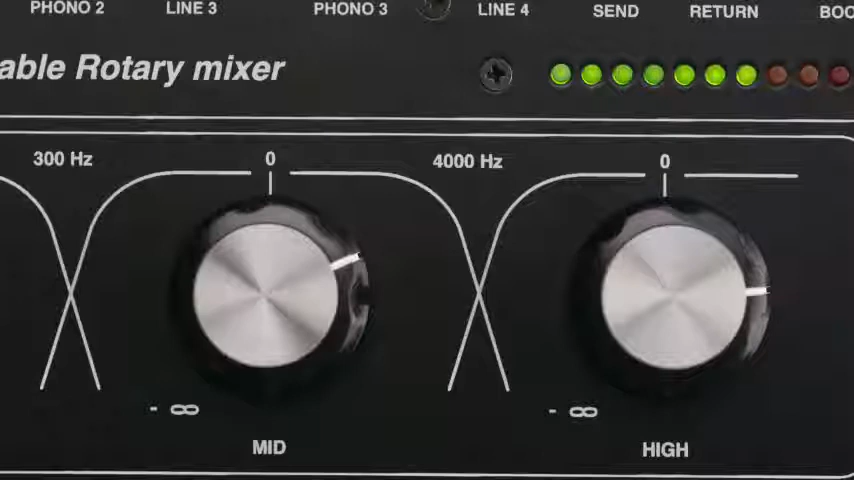 PHONO 2 LINE 3 PHONO 3 LINE 4 SEND RETURN
Rotary mixer
300 Hz 0 4000 Hz 0
- ∞ - ∞
MID HIGH